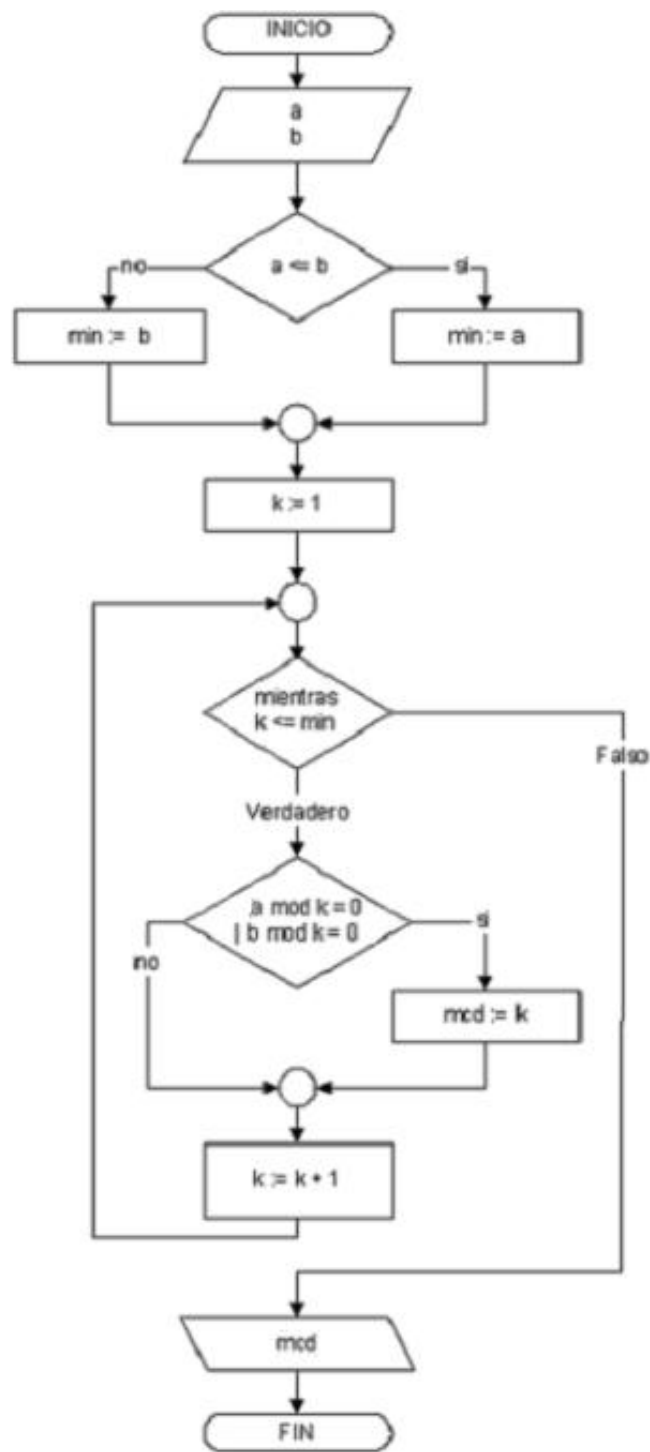 INICIO
a
b
a <= b
no
si
min := b
min := a
k := 1
mientras
k <= min
Falso
Verdadero
a mod k = 0
| b mod k = 0
no
si
mcd := k
k := k + 1
mcd
FIN